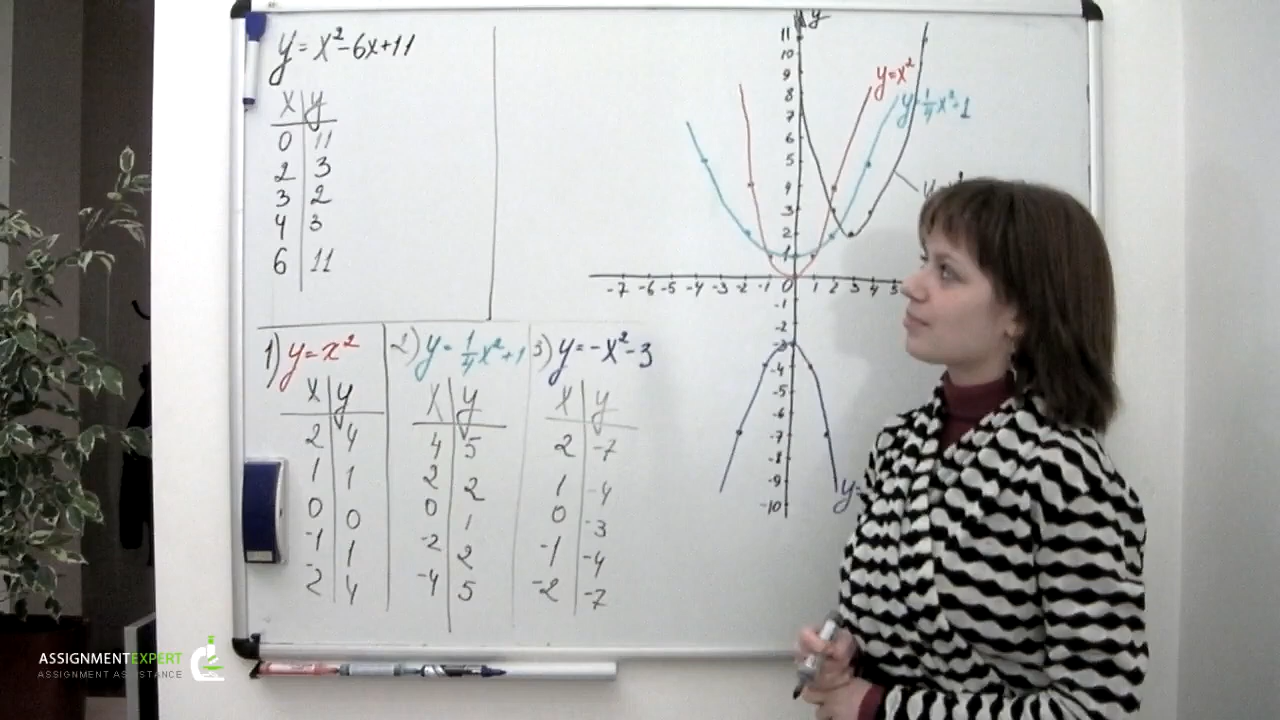 y = x² - 6x + 11
x | y
0 | 11
2 | 3
3 | 2
4 | 3
6 | 11
1) y = x²
x | y
2 | 4
1 | 1
0 | 0
-1 | 1
-2 | 4
2) y = 1/4 x² + 1
x | y
4 | 5
2 | 2
0 | 1
-2 | 2
-4 | 5
3) y = -x² - 3
x | y
2 | -7
1 | -4
0 | -3
-1 | -4
-2 | -7
y
11
10
9
8
7
6
5
4
3
2
1
y = x²
y = 1/4 x² + 1
-7 -6 -5 -4 -3 -2 -1 0 1 2 3 4 5
-1
-2
-3
-4
-5
-6
-7
-8
-9
-10
y =
ASSIGNMENTEXPERT
ASSIGNMENT ASSISTANCE